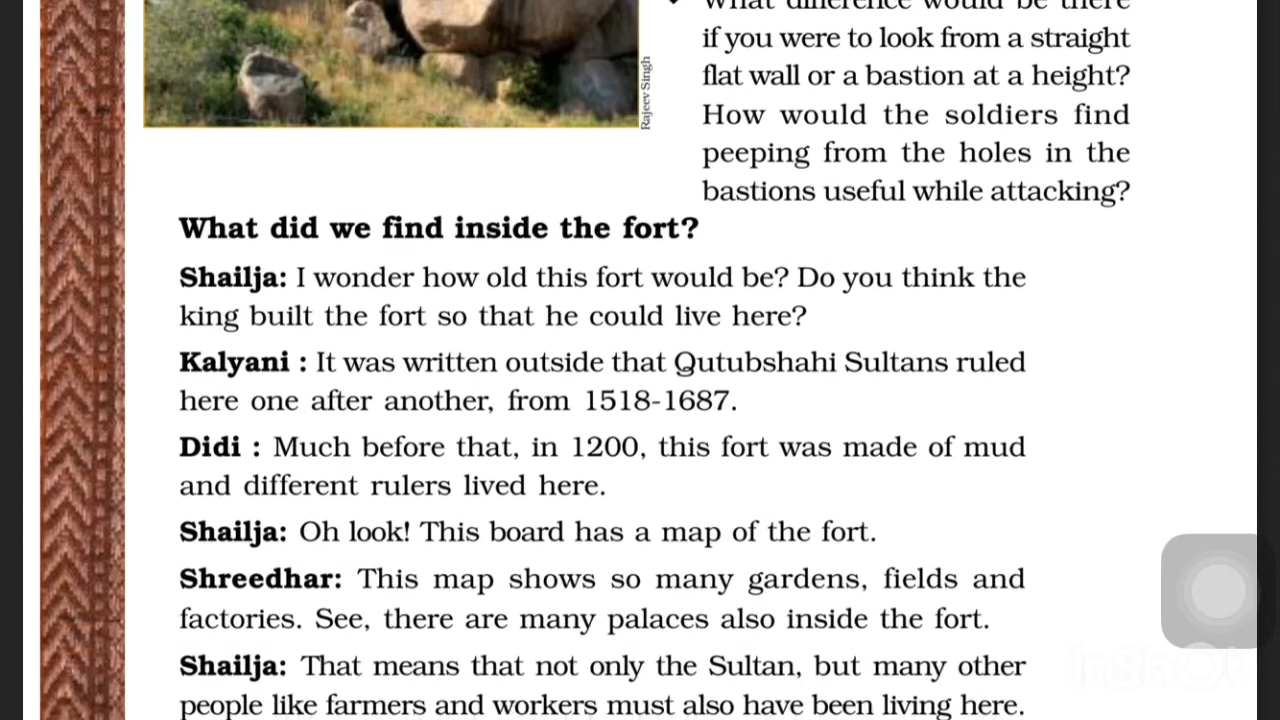 What difference would be there
if you were to look from a straight
flat wall or a bastion at a height?
How would the soldiers find
peeping from the holes in the
bastions useful while attacking?
Rajeev Singh
What did we find inside the fort?
Shailja: I wonder how old this fort would be? Do you think the
king built the fort so that he could live here?
Kalyani : It was written outside that Qutubshahi Sultans ruled
here one after another, from 1518-1687.
Didi : Much before that, in 1200, this fort was made of mud
and different rulers lived here.
Shailja: Oh look! This board has a map of the fort.
Shreedhar: This map shows so many gardens, fields and
factories. See, there are many palaces also inside the fort.
Shailja: That means that not only the Sultan, but many other
people like farmers and workers must also have been living here.